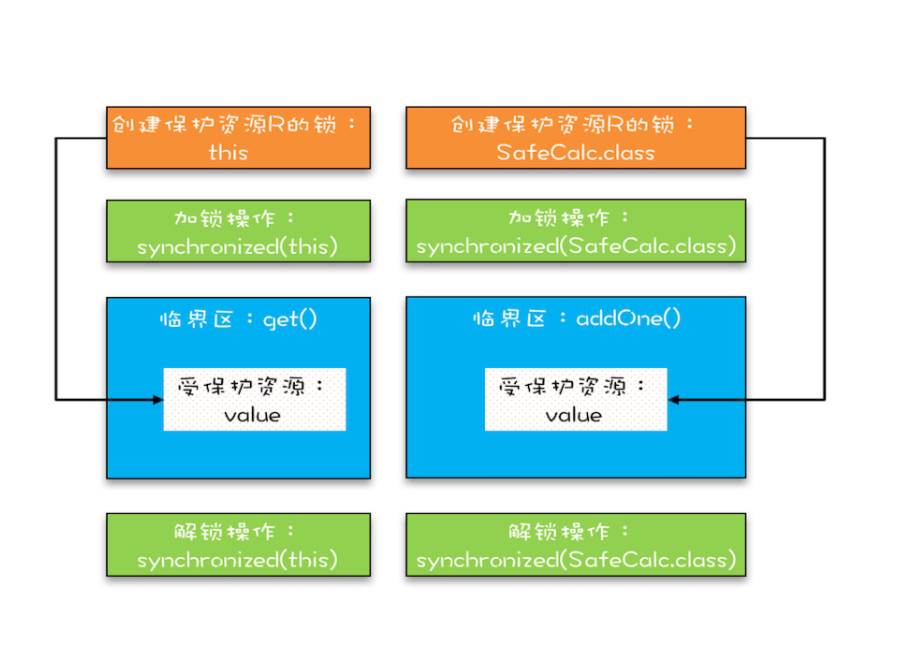 创建保护资源R的锁：
this
加锁操作：
synchronized(this)
临界区：get()
受保护资源：
value
解锁操作：
synchronized(this)
创建保护资源R的锁：
SafeCalc.class
加锁操作：
synchronized(SafeCalc.class)
临界区：addOne()
受保护资源：
value
解锁操作：
synchronized(SafeCalc.class)